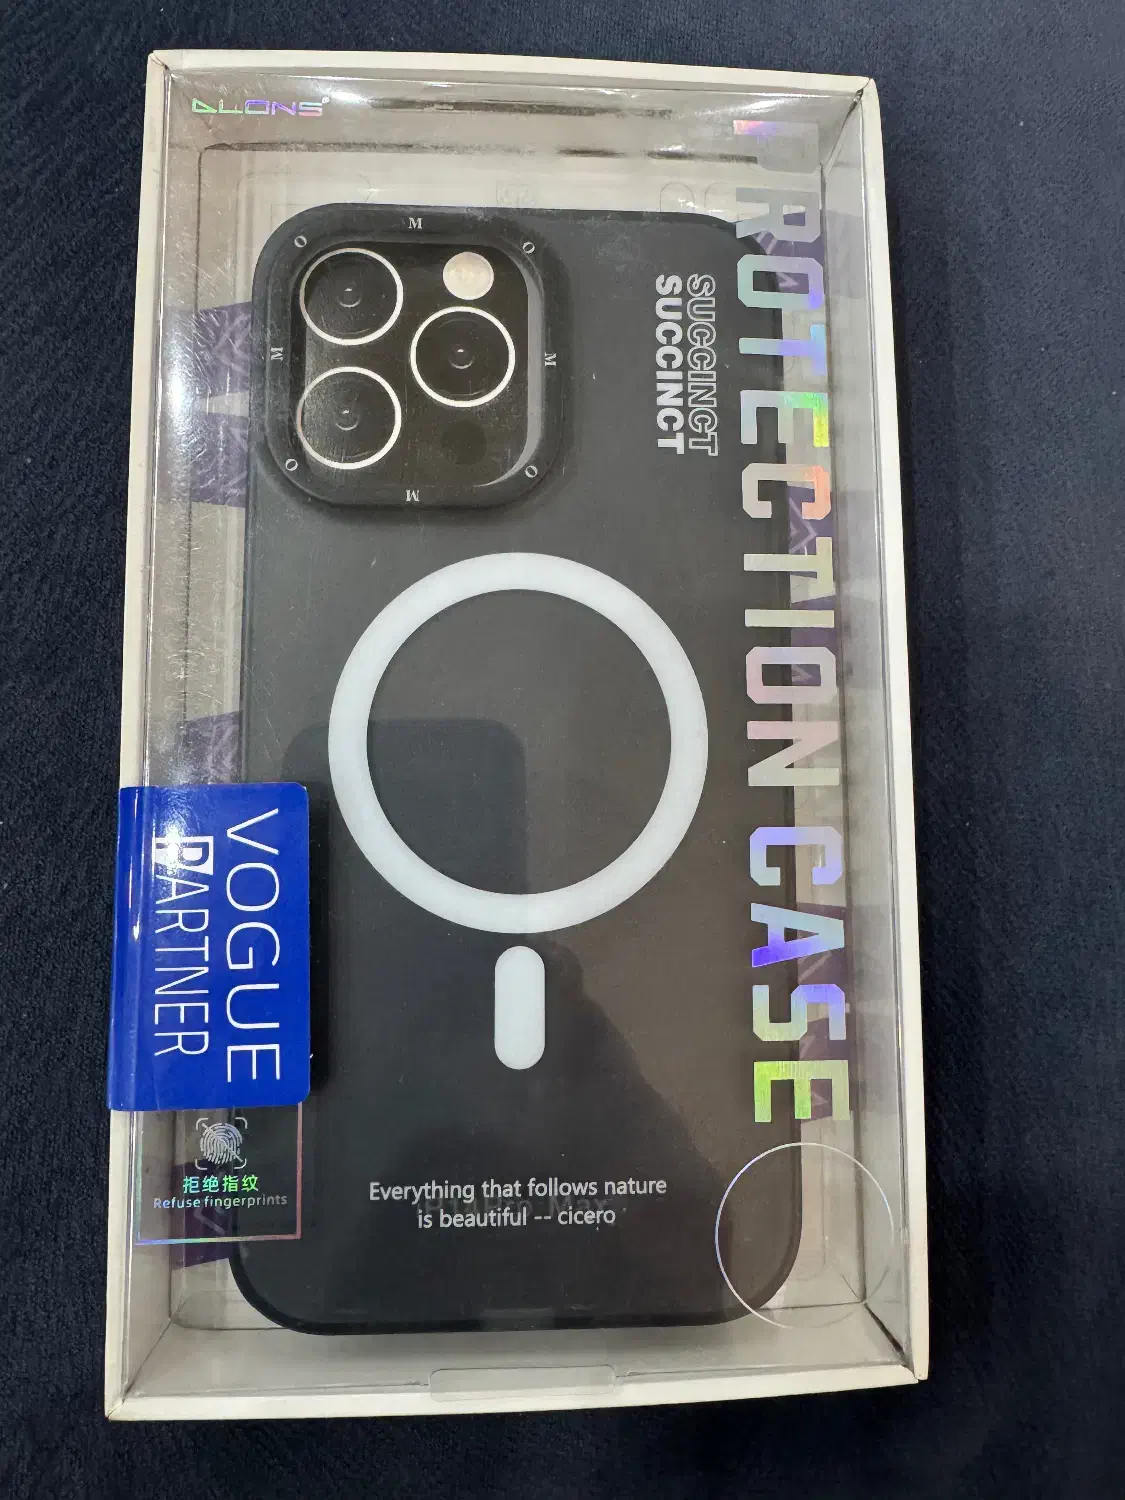 DLONS
PROTECTION CASE
M
O
O
M
M
O
O
M
SUCCINCT
SUCCINCT
VOGUE
PARTNER
拒绝指纹
Refuse fingerprints
Everything that follows nature
is beautiful -- cicero